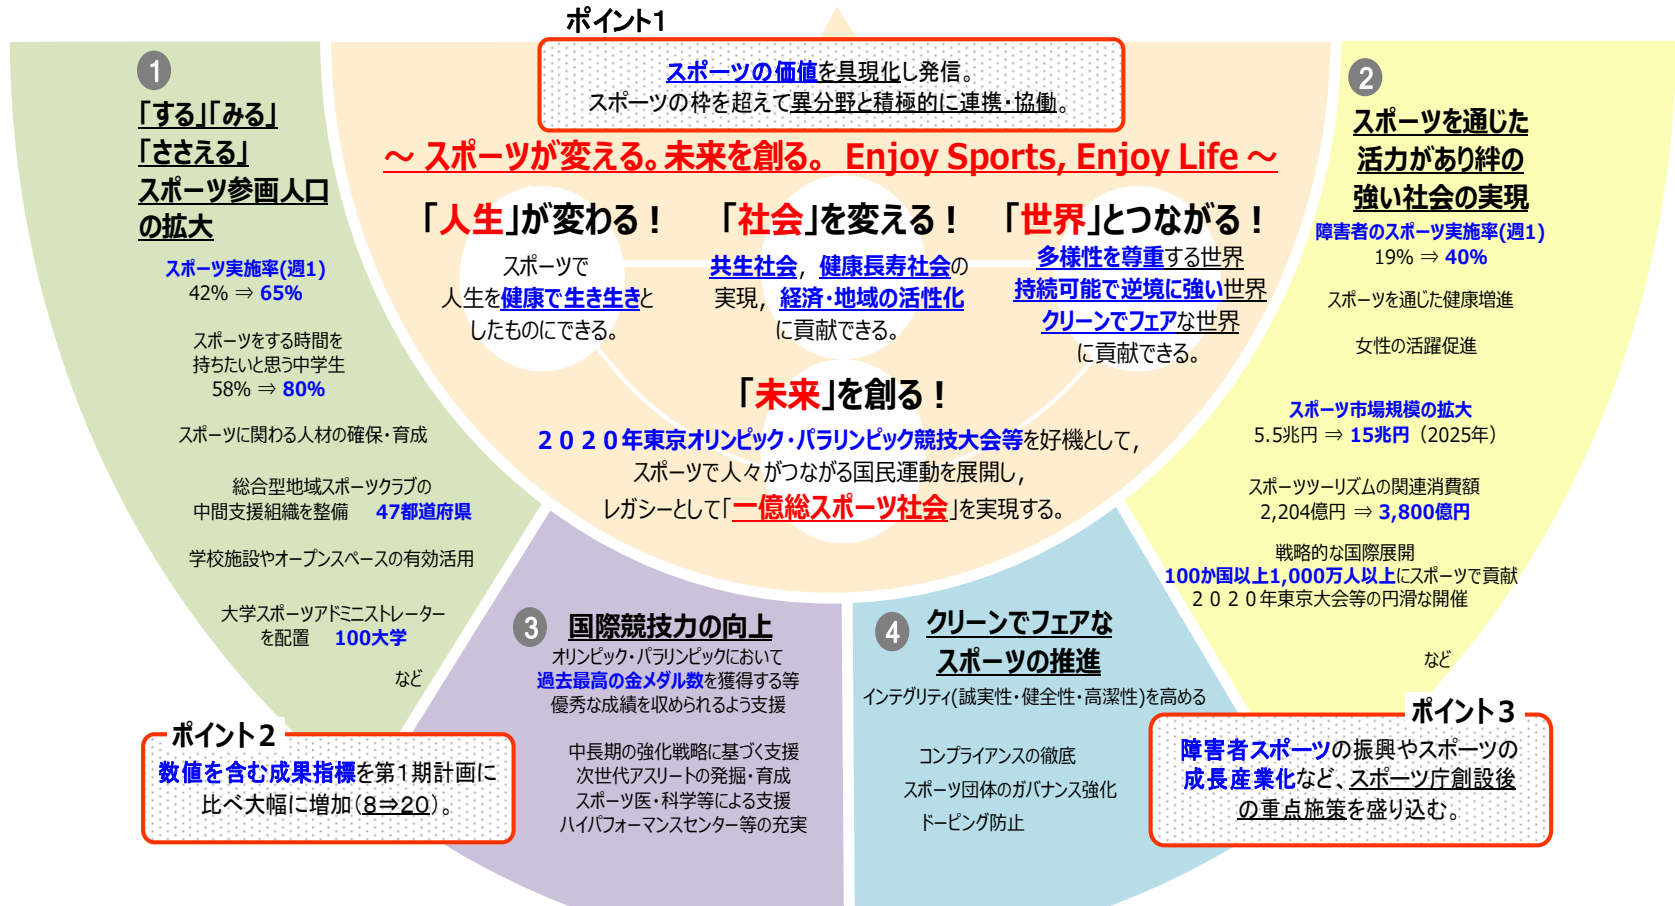 ポイント1
スポーツの価値を具現化し発信。
スポーツの枠を超えて異分野と積極的に連携・協働。
～ スポーツが変える。未来を創る。 Enjoy Sports, Enjoy Life ～
「人生」が変わる！
スポーツで
人生を健康で生き生きと
したものにできる。
「社会」を変える！
共生社会，健康長寿社会の
実現，経済・地域の活性化
に貢献できる。
「世界」とつながる！
多様性を尊重する世界
持続可能で逆境に強い世界
クリーンでフェアな世界
に貢献できる。
「未来」を創る！
２０２０年東京オリンピック・パラリンピック競技大会等を好機として，
スポーツで人々がつながる国民運動を展開し，
レガシーとして「一億総スポーツ社会」を実現する。
1
「する」「みる」
「ささえる」
スポーツ参画人口
の拡大
スポーツ実施率(週1)
42% ⇒ 65%
スポーツをする時間を
持ちたいと思う中学生
58% ⇒ 80%
スポーツに関わる人材の確保・育成
総合型地域スポーツクラブの
中間支援組織を整備　47都道府県
学校施設やオープンスペースの有効活用
大学スポーツアドミニストレーター
を配置　100大学
など
2
スポーツを通じた
活力があり絆の
強い社会の実現
障害者のスポーツ実施率(週1)
19% ⇒ 40%
スポーツを通じた健康増進
女性の活躍促進
スポーツ市場規模の拡大
5.5兆円 ⇒ 15兆円（2025年）
スポーツツーリズムの関連消費額
2,204億円 ⇒ 3,800億円
戦略的な国際展開
100か国以上1,000万人以上にスポーツで貢献
２０２０年東京大会等の円滑な開催
など
3
国際競技力の向上
オリンピック・パラリンピックにおいて
過去最高の金メダル数を獲得する等
優秀な成績を収められるよう支援
中長期の強化戦略に基づく支援
次世代アスリートの発掘・育成
スポーツ医・科学等による支援
ハイパフォーマンスセンター等の充実
4
クリーンでフェアな
スポーツの推進
インテグリティ(誠実性・健全性・高潔性)を高める
コンプライアンスの徹底
スポーツ団体のガバナンス強化
ドーピング防止
ポイント２
数値を含む成果指標を第1期計画に
比べ大幅に増加(8⇒20)。
ポイント３
障害者スポーツの振興やスポーツの
成長産業化など、スポーツ庁創設後
の重点施策を盛り込む。